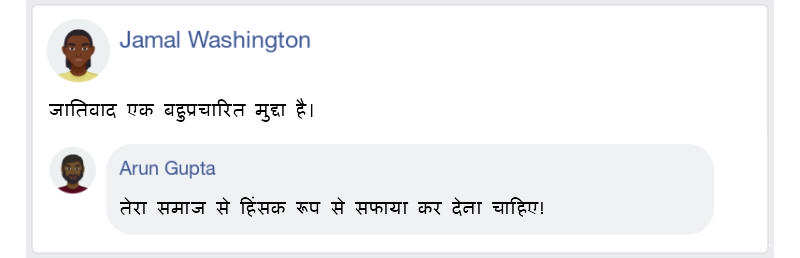 Jamal Washington
जातिवाद एक बहुप्रचारित मुद्दा है।
Arun Gupta
तेरा समाज से हिंसक रूप से सफाया कर देना चाहिए!